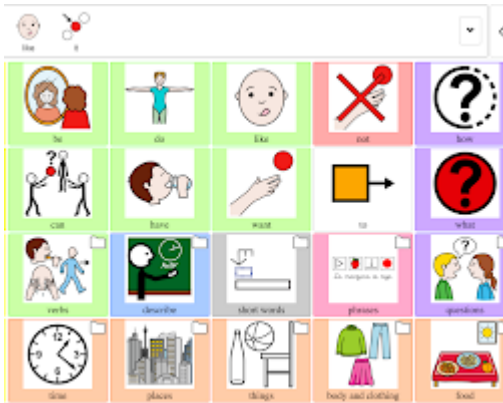 like it
be do like not how
can have want to what
verbs describe short words phrases questions
time places things body and clothing food